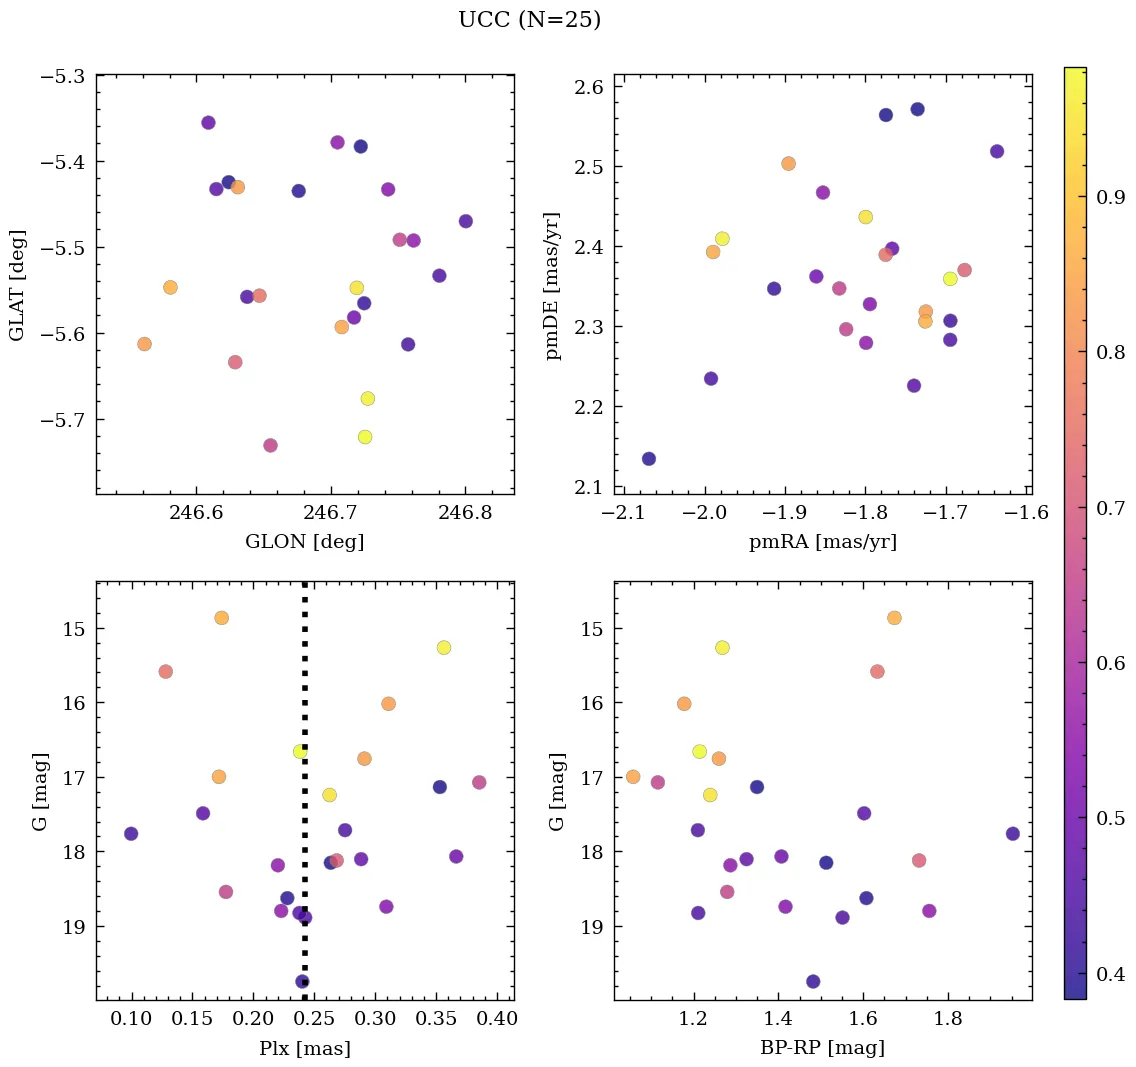 UCC (N=25)
−5.3
−5.4
−5.5
−5.6
−5.7
GLAT [deg]
246.6 246.7 246.8
GLON [deg]
2.6
2.5
2.4
2.3
2.2
2.1
pmDE [mas/yr]
−2.1 −2.0 −1.9 −1.8 −1.7 −1.6
pmRA [mas/yr]
0.9
0.8
0.7
0.6
0.5
0.4
15
16
17
18
19
G [mag]
0.10 0.15 0.20 0.25 0.30 0.35 0.40
Plx [mas]
15
16
17
18
19
G [mag]
1.2 1.4 1.6 1.8
BP-RP [mag]